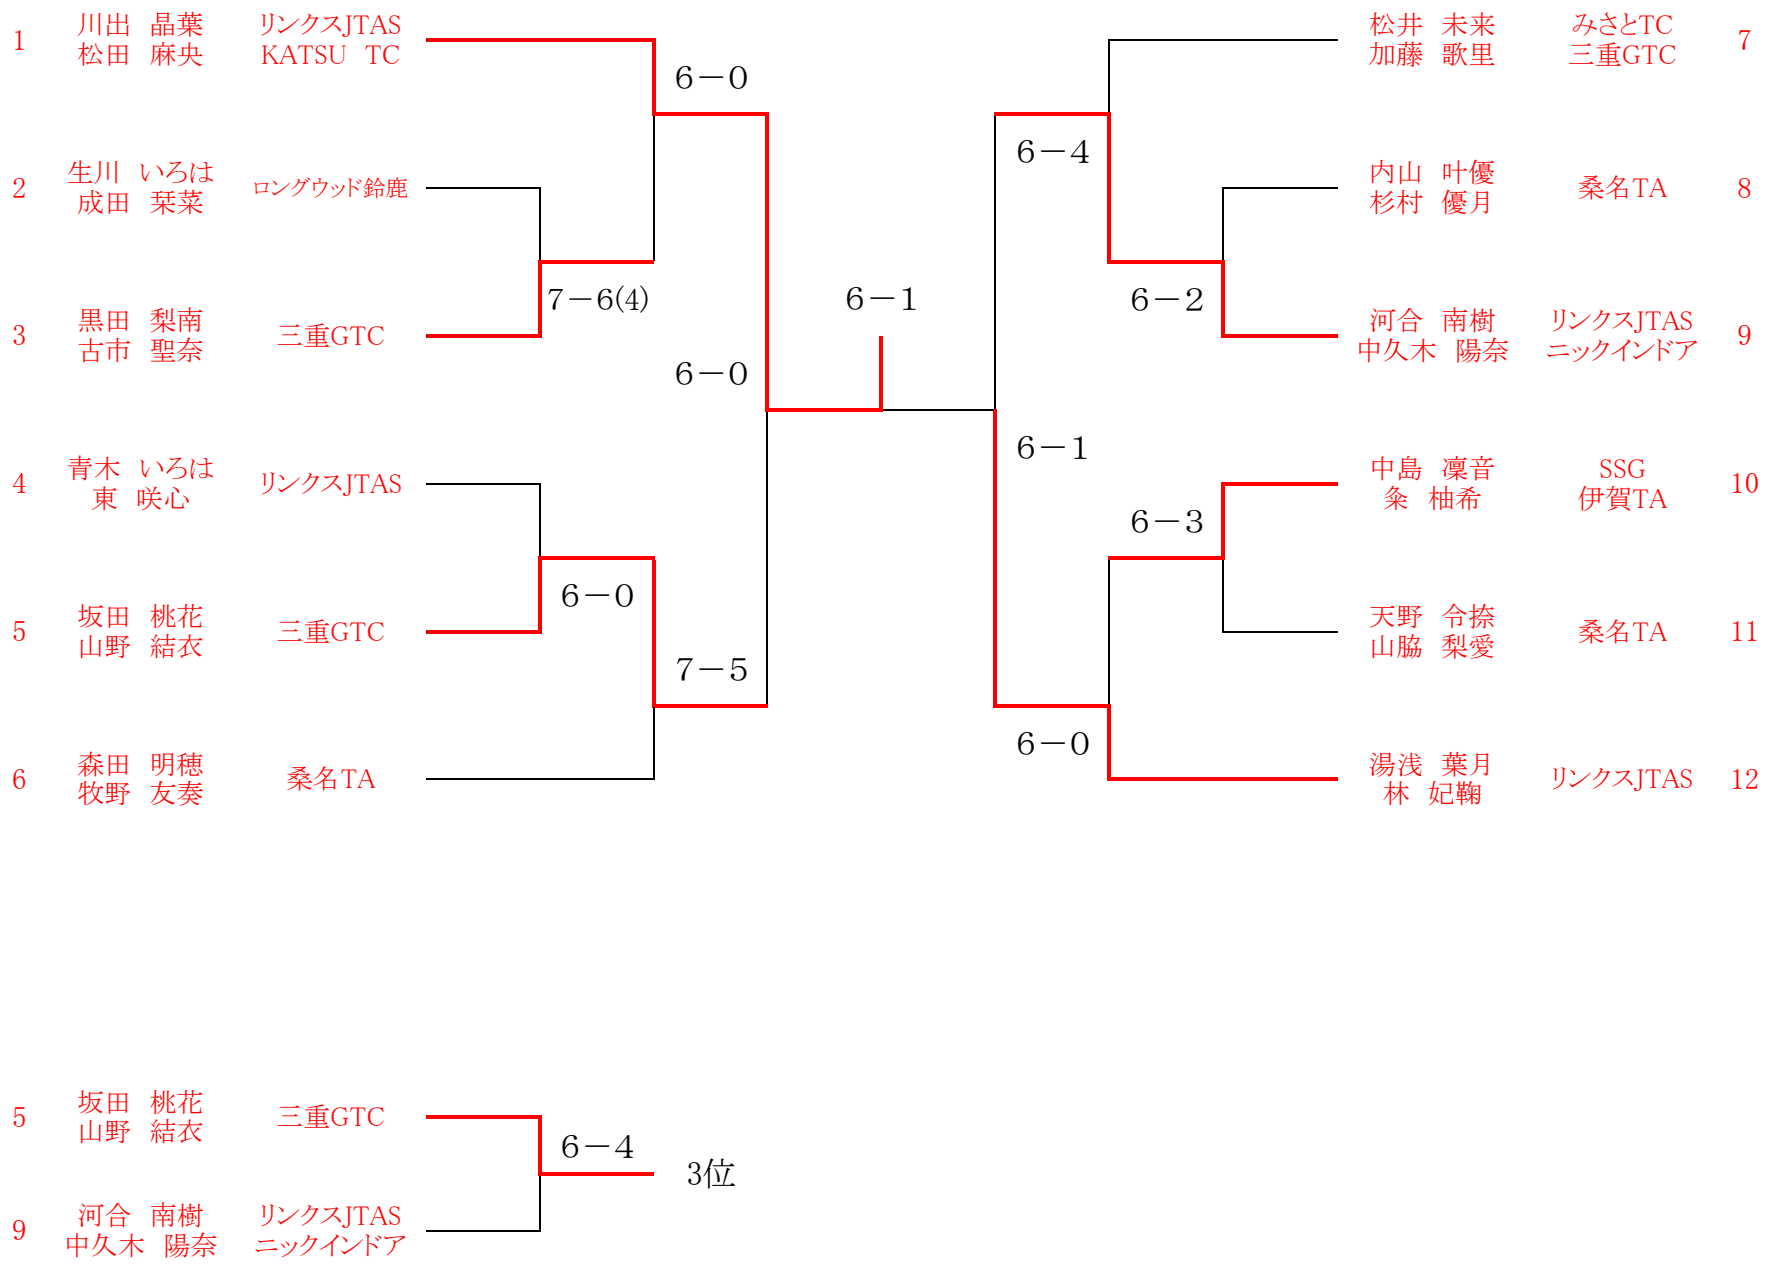 1 川出　晶葉 リンクスJTAS
松田　麻央 KATSU　TC
6－0
2 生川　いろは ロングウッド鈴鹿
成田　栞菜
7－6(4)
3 黒田　梨南 三重GTC
古市　聖奈
6－0
4 青木　いろは リンクスJTAS
東　咲心
6－0
5 坂田　桃花 三重GTC
山野　結衣
7－5
6 森田　明穂 桑名TA
牧野　友奏
6－1
松井　未来 みさとTC 7
加藤　歌里 三重GTC
6－4
内山　叶優 桑名TA 8
杉村　優月
6－2
河合　南樹 リンクスJTAS 9
中久木　陽奈 ニックインドア
6－1
中島　凜音 SSG 10
粂　柚希 伊賀TA
6－3
天野　令捺 桑名TA 11
山脇　梨愛
6－0
湯浅　葉月 リンクスJTAS 12
林　妃鞠
5 坂田　桃花 三重GTC
山野　結衣
6－4
3位
9 河合　南樹 リンクスJTAS
中久木　陽奈 ニックインドア